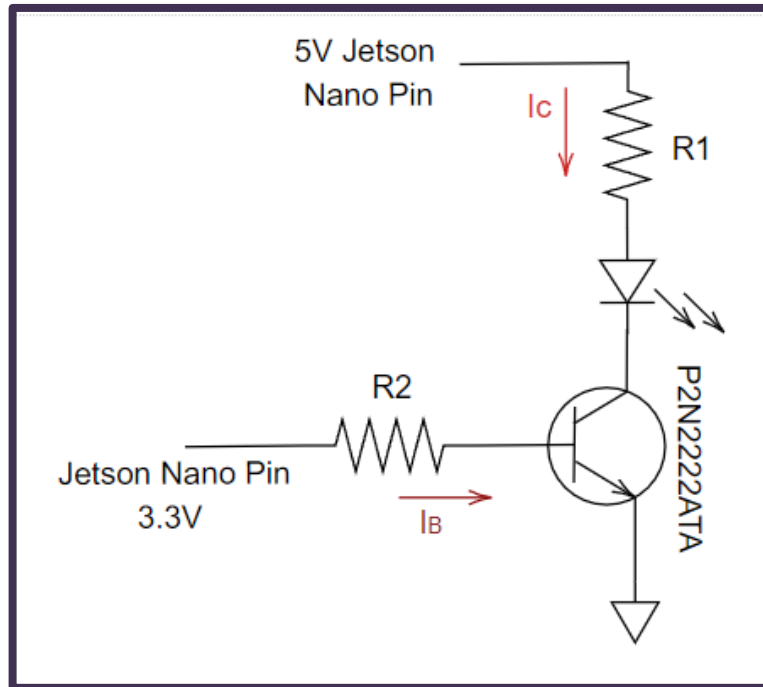 5V Jetson
Nano Pin
Ic
R1
R2
P2N2222ATA
Jetson Nano Pin
3.3V
IB